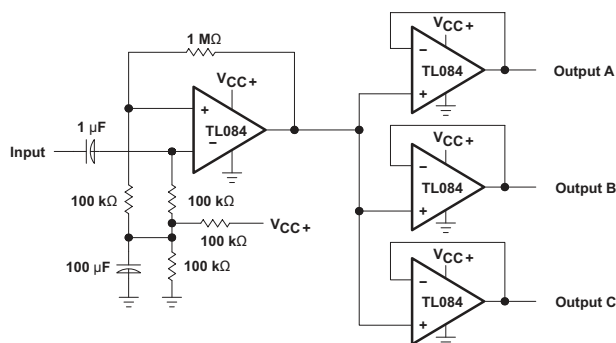 1 MΩ
VCC+
+
TL084
−
1 µF
Input
100 kΩ
100 kΩ
100 kΩ
VCC+
100 µF
100 kΩ
VCC+
−
TL084
+
Output A
VCC+
−
TL084
+
Output B
VCC+
−
TL084
+
Output C